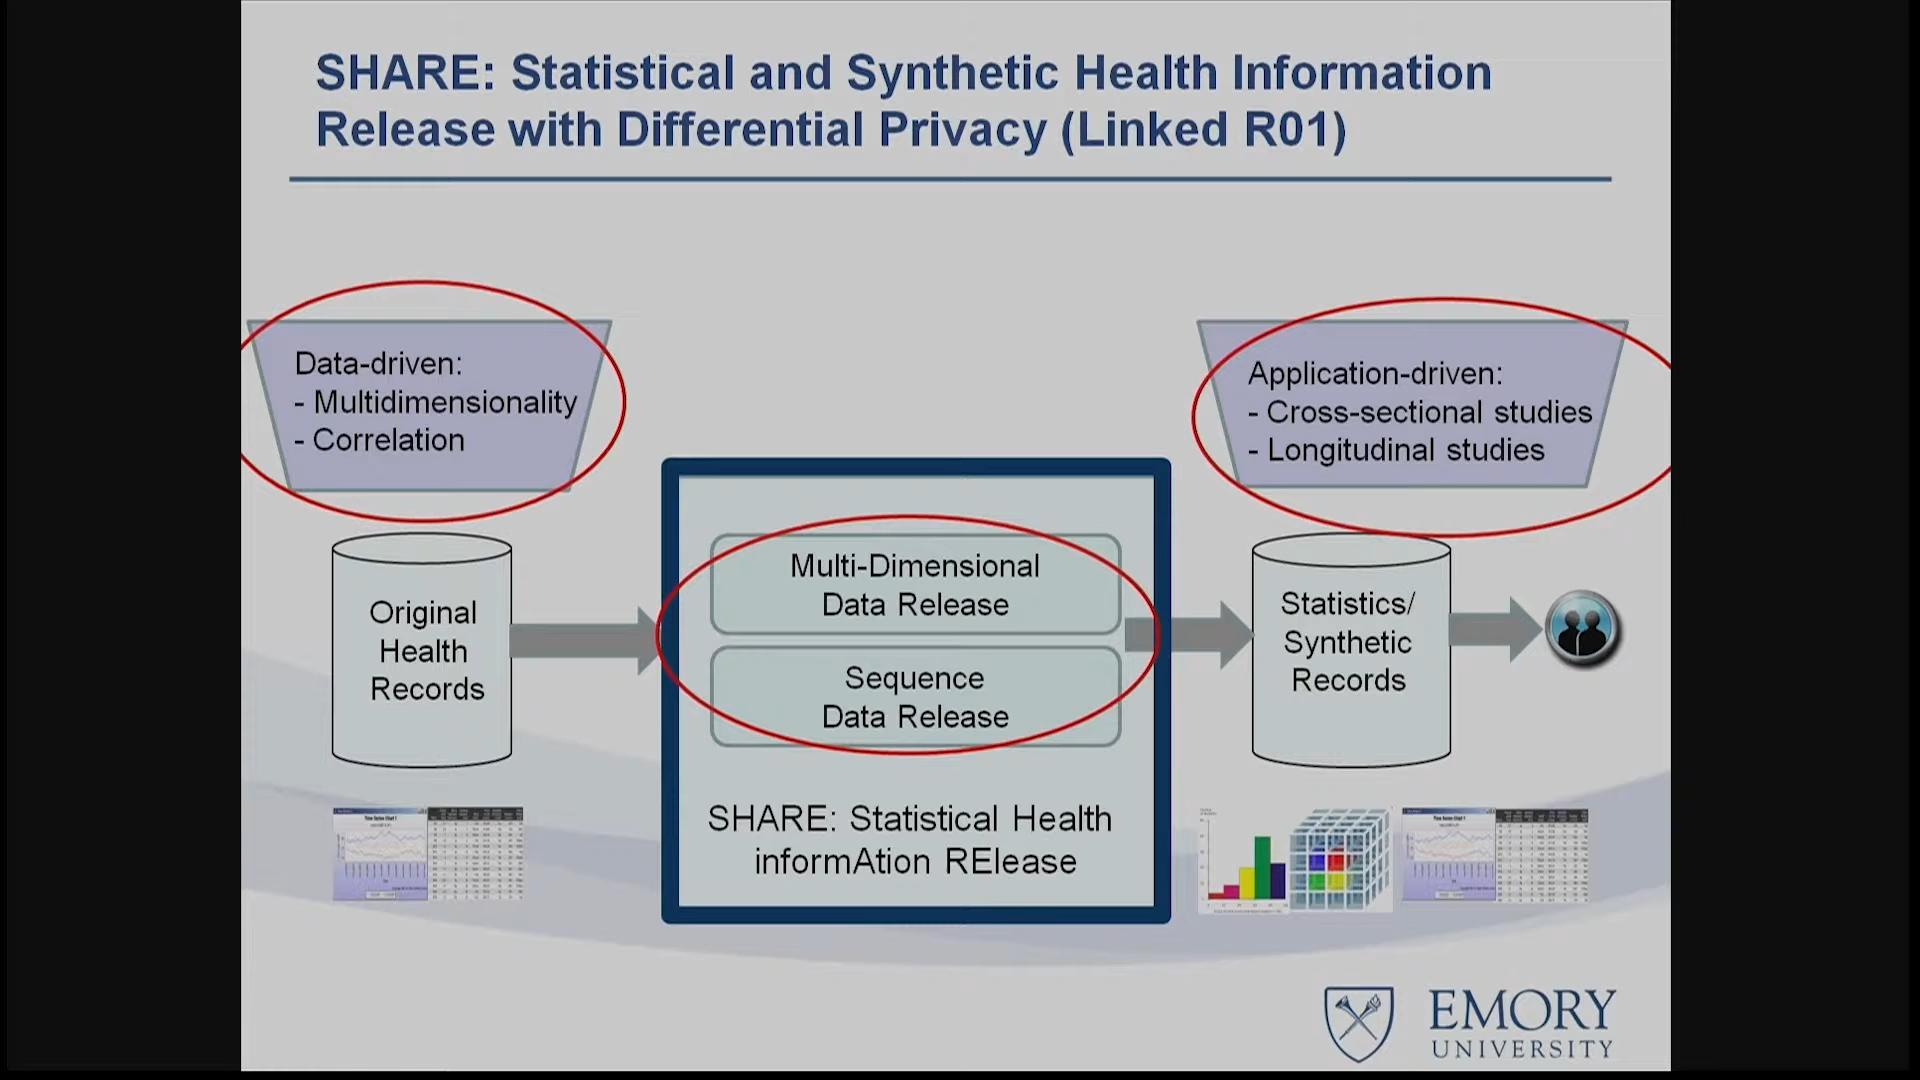 SHARE: Statistical and Synthetic Health Information
Release with Differential Privacy (Linked R01)
Data-driven:
- Multidimensionality
- Correlation
Application-driven:
- Cross-sectional studies
- Longitudinal studies
Original
Health
Records
Multi-Dimensional
Data Release
Sequence
Data Release
SHARE: Statistical Health
informAtion RElease
Statistics/
Synthetic
Records
EMORY
UNIVERSITY